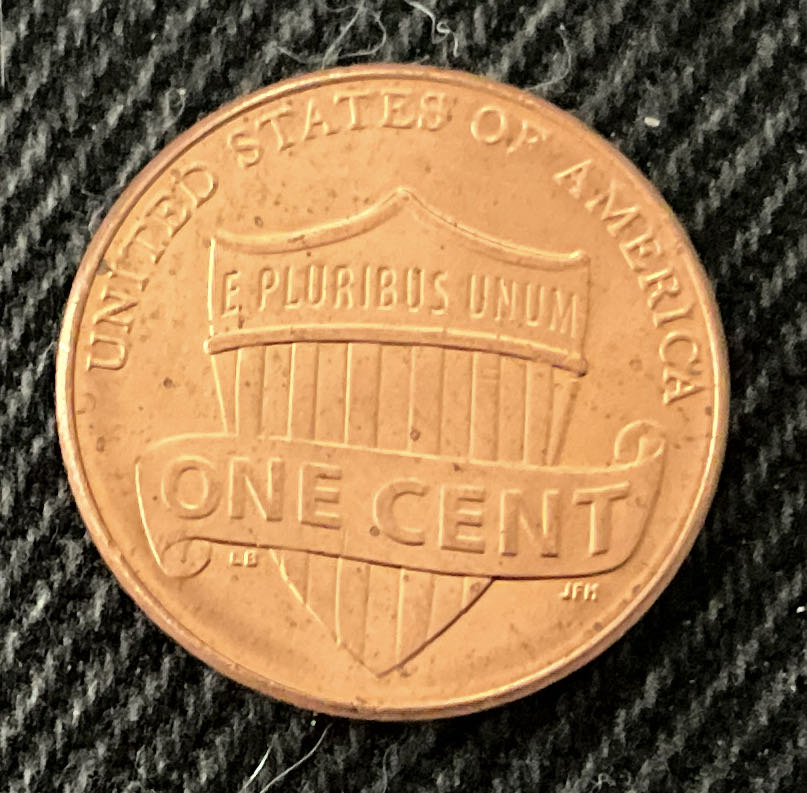 UNITED STATES OF AMERICA
E PLURIBUS UNUM
ONE CENT
LB
JFM